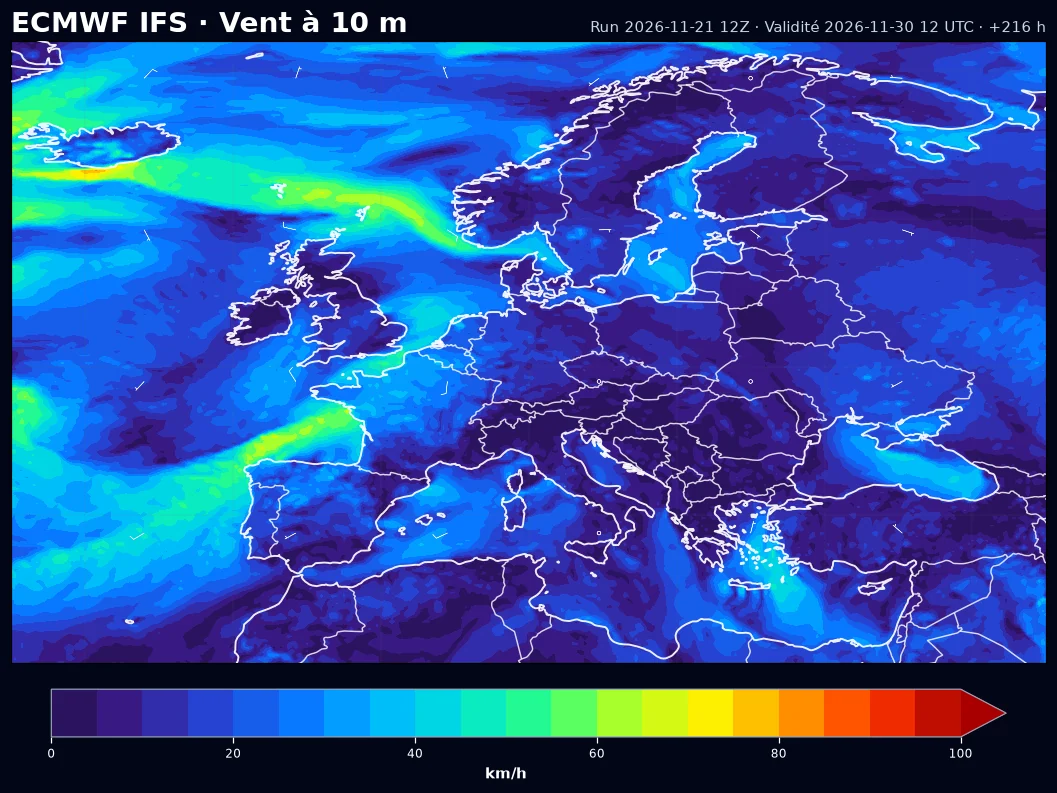 ECMWF IFS · Vent à 10 m
Run 2026-11-21 12Z · Validité 2026-11-30 12 UTC · +216 h
0 20 40 60 80 100
km/h